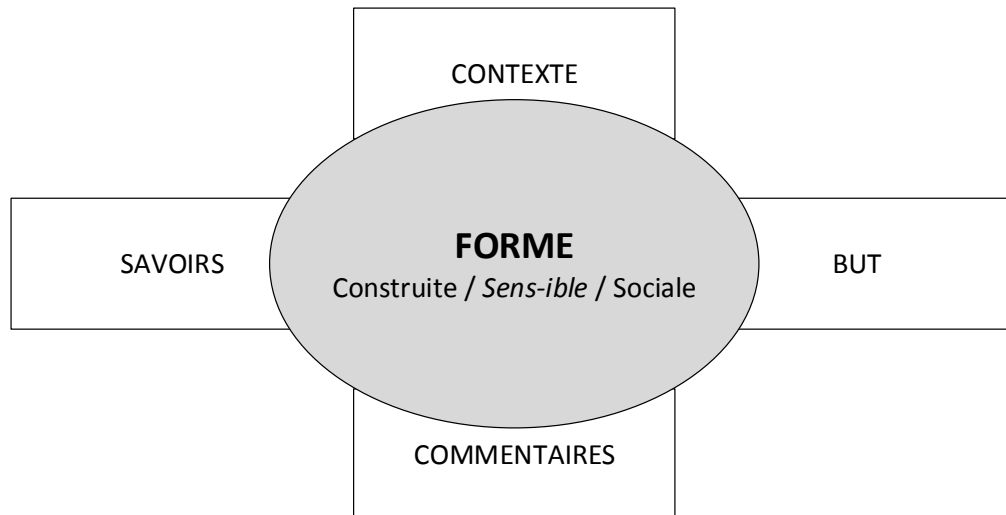 CONTEXTE
SAVOIRS
FORME
Construite / Sens-ible / Sociale
BUT
COMMENTAIRES